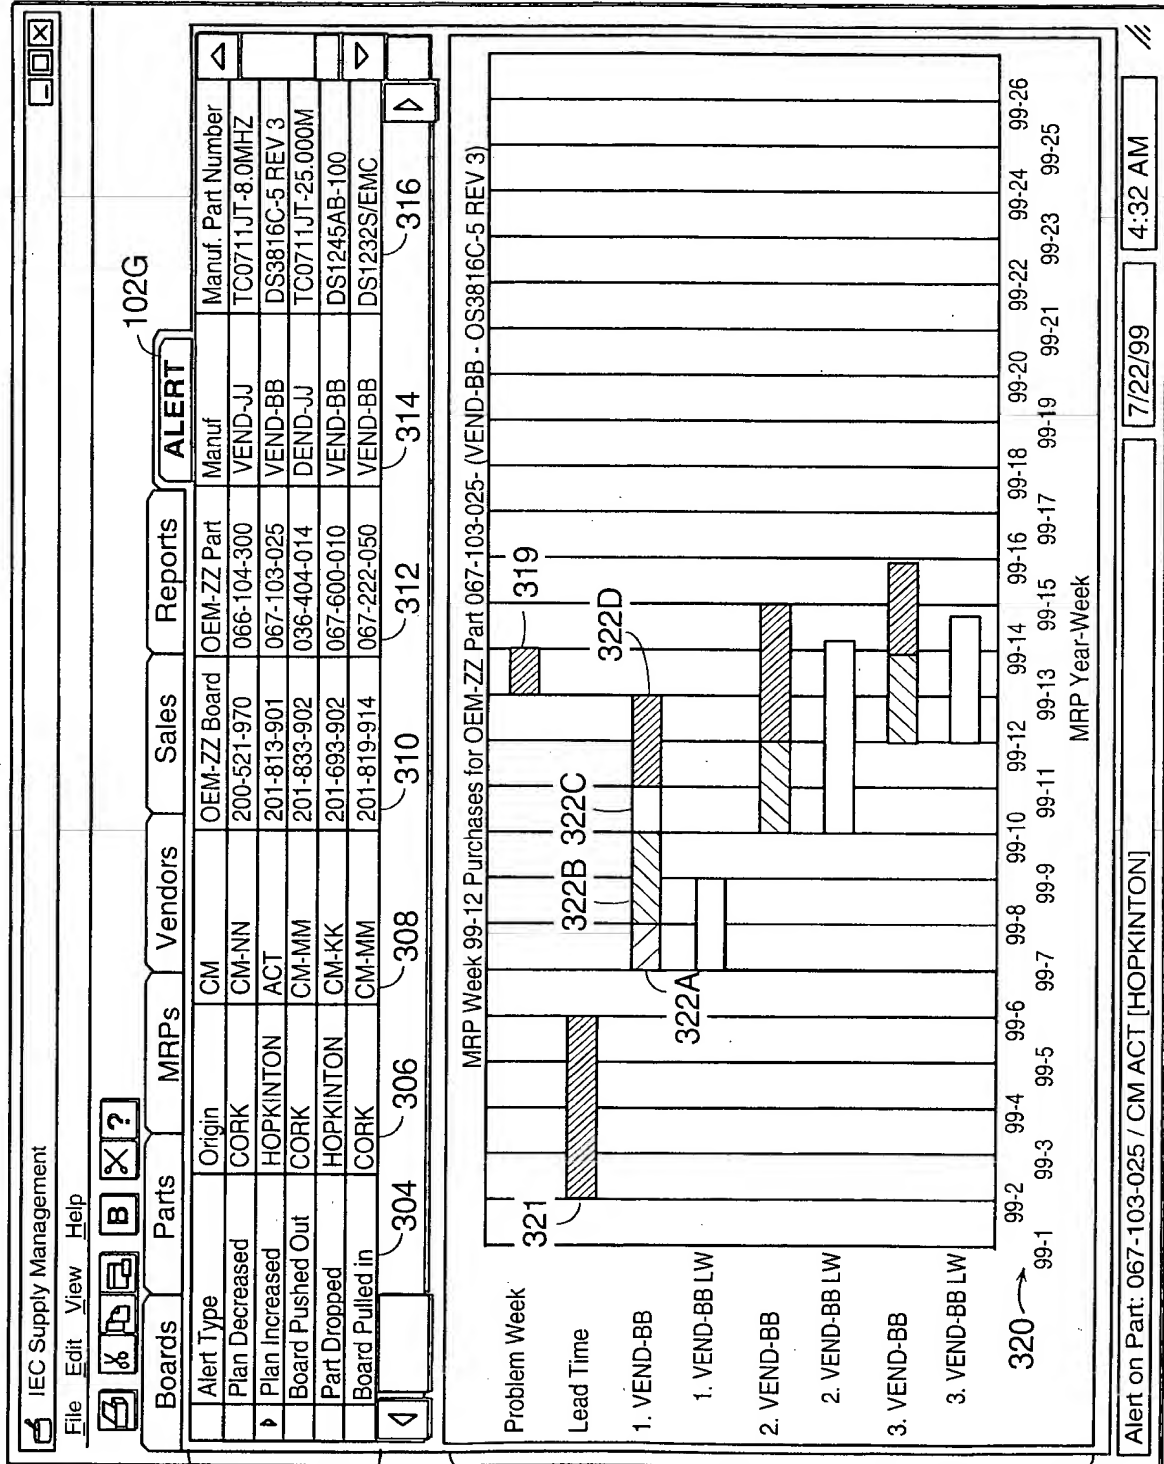 IEC Supply Management
File Edit View Help
B ?
Boards Parts MRPs Vendors Sales Reports ALERT 102G
Alert Type Origin CM OEM-ZZ Board OEM-ZZ Part Manuf Manuf. Part Number
Plan Decreased CORK CM-NN 200-521-970 066-104-300 VEND-JJ TC0711JT-8.0MHZ
Plan Increased HOPKINTON ACT 201-813-901 067-103-025 VEND-BB DS3816C-5 REV 3
Board Pushed Out CORK CM-MM 201-833-902 036-404-014 DEND-JJ TC0711JT-25.000M
Part Dropped HOPKINTON CM-KK 201-693-902 067-600-010 VEND-BB DS1245AB-100
Board Pulled in CORK CM-MM 201-819-914 067-222-050 VEND-BB DS1232S/EMC
304 306 308 310 312 314 316
MRP Week 99-12 Purchases for OEM-ZZ Part 067-103-025- (VEND-BB - OS3816C-5 REV 3)
Problem Week
319
Lead Time
321
322B 322C 322D
1. VEND-BB
322A
1. VEND-BB LW
2. VEND-BB
2. VEND-BB LW
3. VEND-BB
3. VEND-BB LW
320
99-2 99-4 99-6 99-8 99-10 99-12 99-14 99-16 99-18 99-20 99-22 99-24 99-26
99-1 99-3 99-5 99-7 99-9 99-11 99-13 99-15 99-17 99-19 99-21 99-23 99-25
MRP Year-Week
Alert on Part: 067-103-025 / CM ACT [HOPKINTON] 7/22/99 4:32 AM